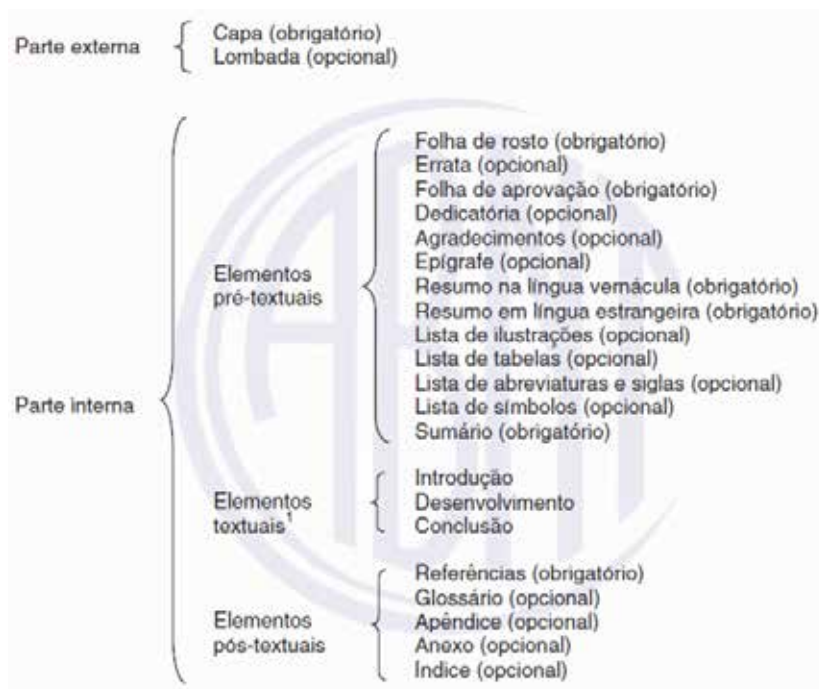 Parte externa
Capa (obrigatório)
Lombada (opcional)
Parte interna
Elementos
pré-textuais
Folha de rosto (obrigatório)
Errata (opcional)
Folha de aprovação (obrigatório)
Dedicatória (opcional)
Agradecimentos (opcional)
Epígrafe (opcional)
Resumo na língua vernácula (obrigatório)
Resumo em língua estrangeira (obrigatório)
Lista de ilustrações (opcional)
Lista de tabelas (opcional)
Lista de abreviaturas e siglas (opcional)
Lista de símbolos (opcional)
Sumário (obrigatório)
Elementos
textuais¹
Introdução
Desenvolvimento
Conclusão
Elementos
pós-textuais
Referências (obrigatório)
Glossário (opcional)
Apêndice (opcional)
Anexo (opcional)
Indice (opcional)